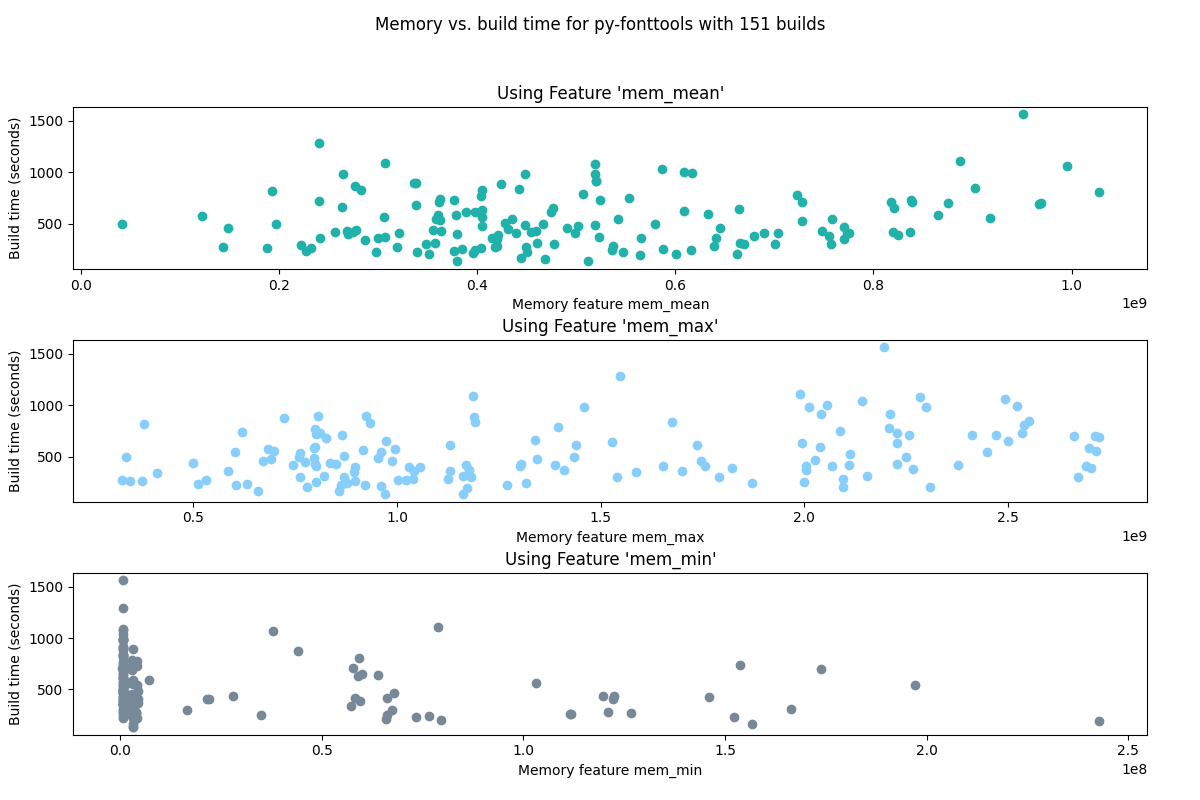 Memory vs. build time for py-fonttools with 151 builds
Using Feature 'mem_mean'
Build time (seconds)
1500
1000
500
0.0 0.2 0.4 0.6 0.8 1.0
1e9
Memory feature mem_mean
Using Feature 'mem_max'
Build time (seconds)
1500
1000
500
0.5 1.0 1.5 2.0 2.5
1e9
Memory feature mem_max
Using Feature 'mem_min'
Build time (seconds)
1500
1000
500
0.0 0.5 1.0 1.5 2.0 2.5
1e8
Memory feature mem_min